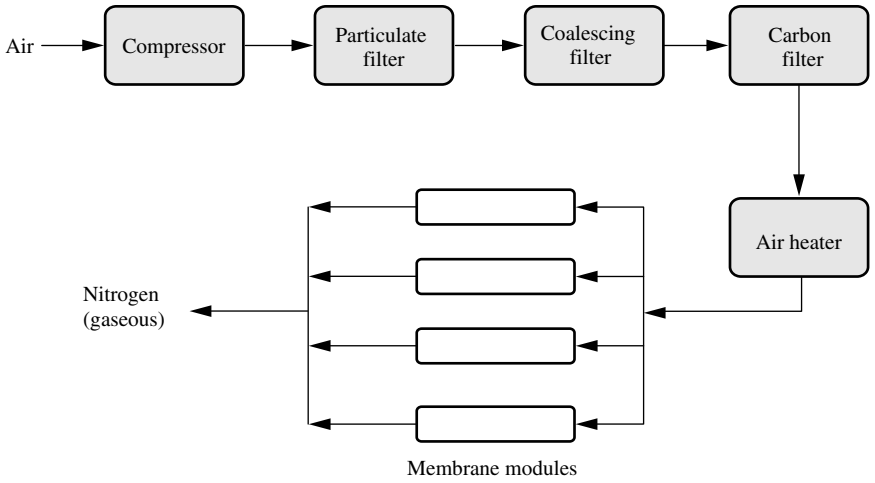 Air
Compressor
Particulate
filter
Coalescing
filter
Carbon
filter
Air heater
Nitrogen
(gaseous)
Membrane modules